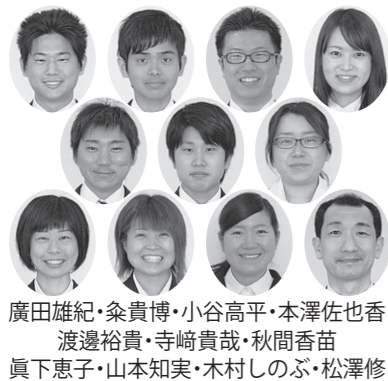 廣田雄紀・粂貴博・小谷高平・本澤佐也香
渡邊裕貴・寺﨑貴哉・秋間香苗
眞下恵子・山本知実・木村しのぶ・松澤修